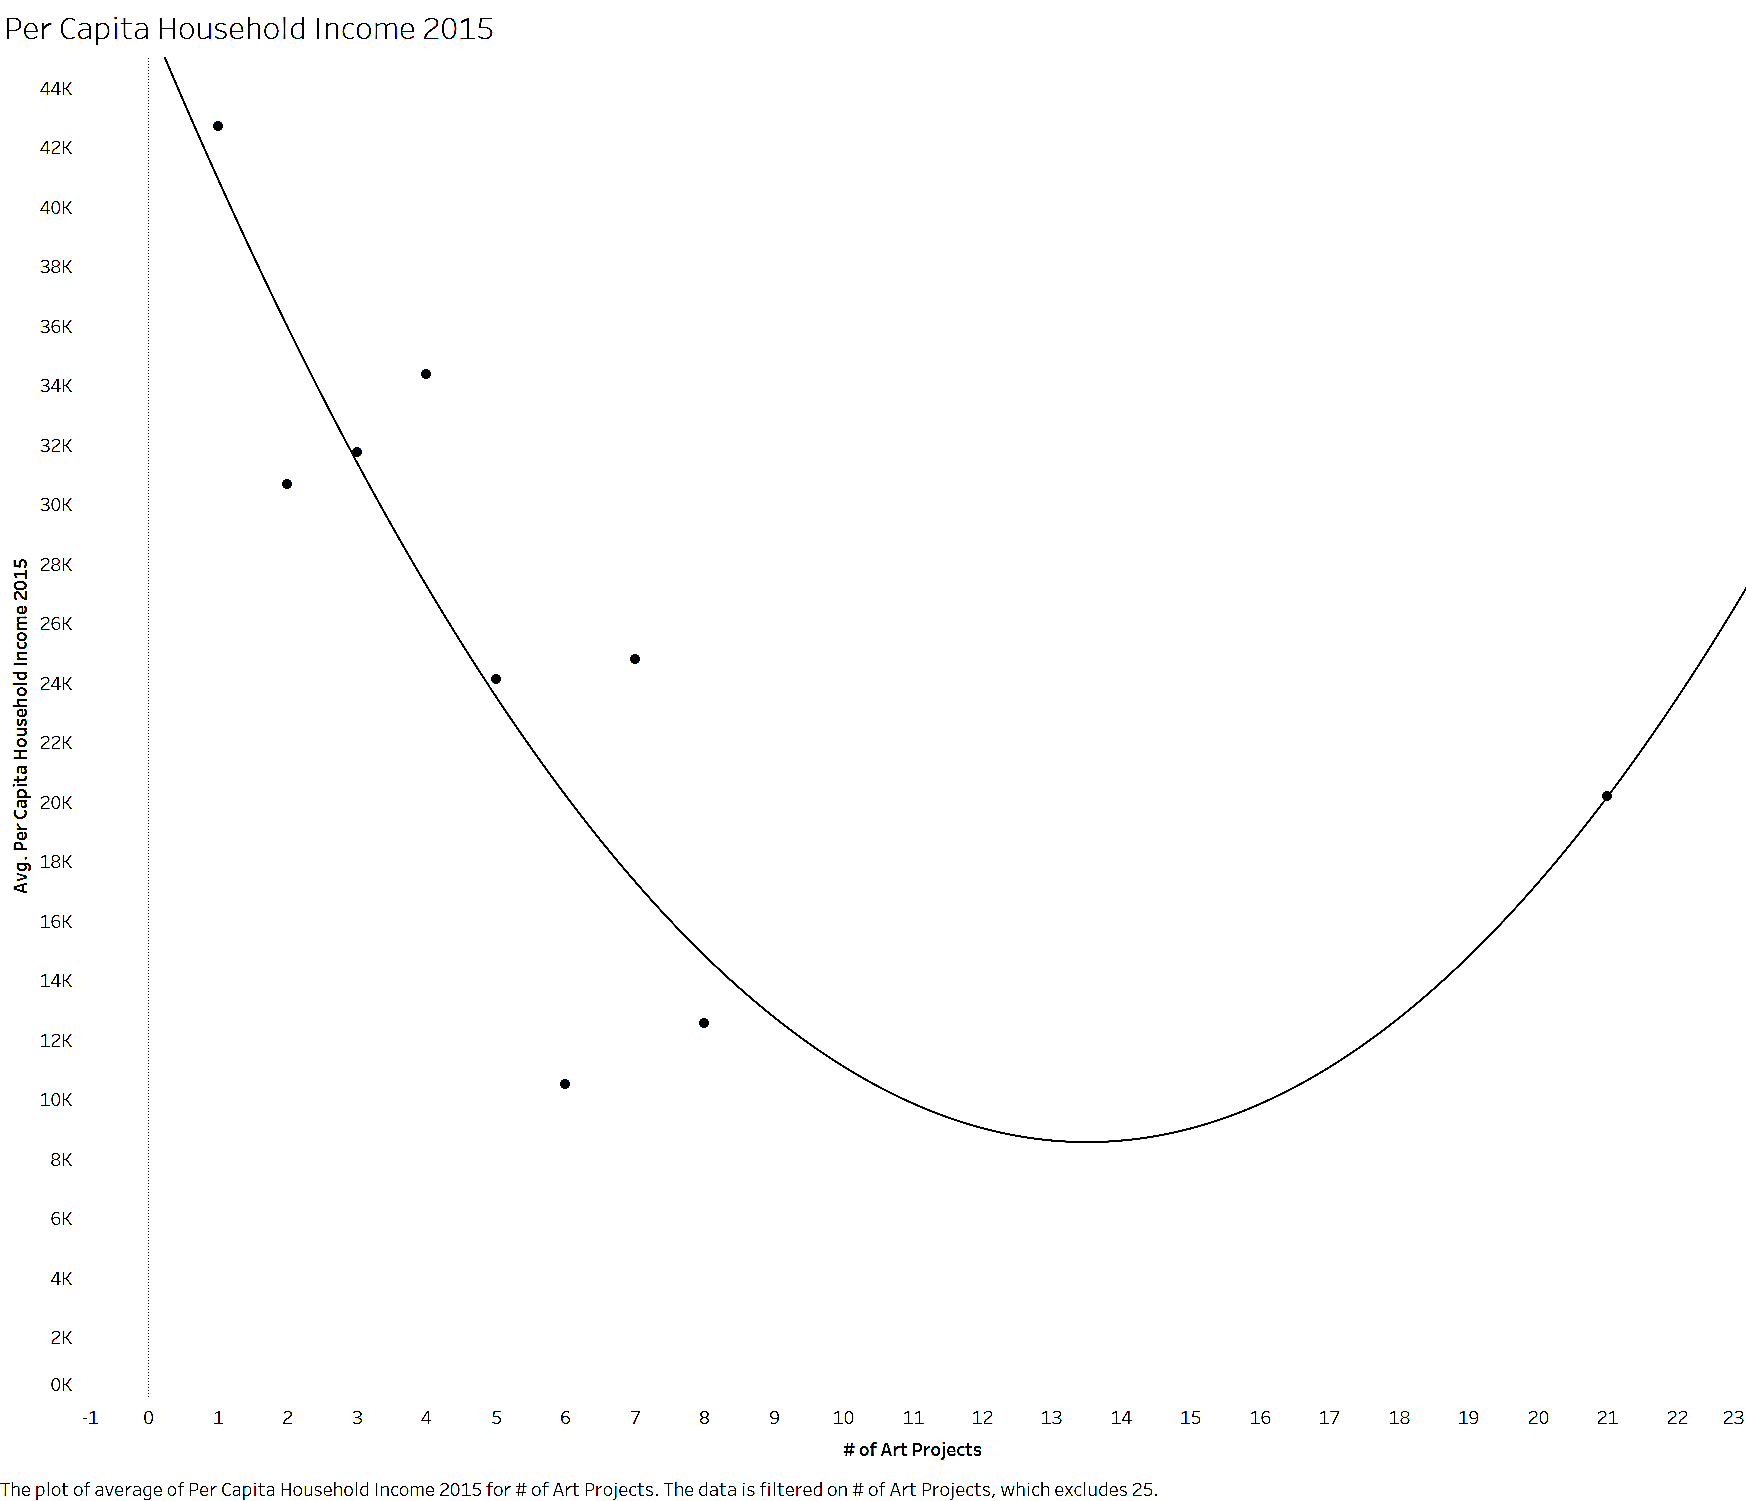 Per Capita Household Income 2015
44K
42K
40K
38K
36K
34K
32K
30K
28K
26K
24K
22K
20K
18K
16K
14K
12K
10K
8K
6K
4K
2K
0K
Avg. Per Capita Household Income 2015
-1 0 1 2 3 4 5 6 7 8 9 10 11 12 13 14 15 16 17 18 19 20 21 22 23
# of Art Projects
The plot of average of Per Capita Household Income 2015 for # of Art Projects. The data is filtered on # of Art Projects, which excludes 25.